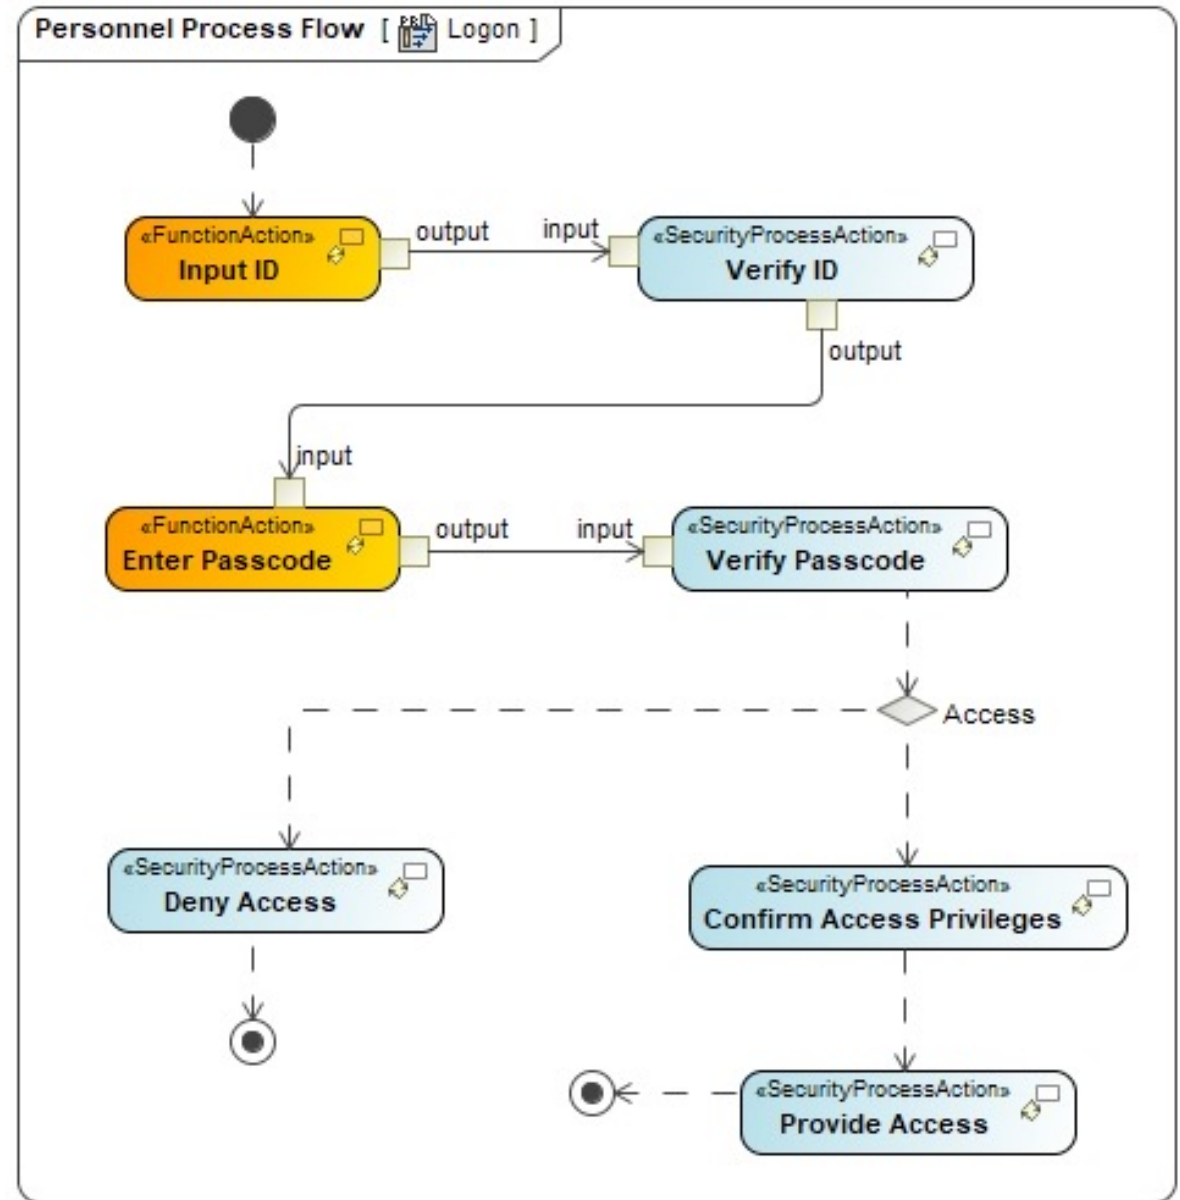 Personnel Process Flow [ Logon ]
«FunctionAction»
Input ID
output
input
«SecurityProcessAction»
Verify ID
output
input
«FunctionAction»
Enter Passcode
output
input
«SecurityProcessAction»
Verify Passcode
Access
«SecurityProcessAction»
Deny Access
«SecurityProcessAction»
Confirm Access Privileges
«SecurityProcessAction»
Provide Access